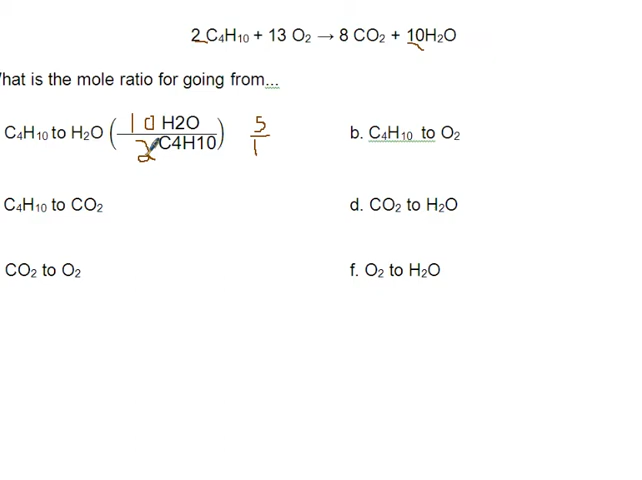 2 C₄H₁₀ + 13 O₂ → 8 CO₂ + 10H₂O
hat is the mole ratio for going from...
C₄H₁₀ to H₂O ( 10 H2O / 2 C4H10 ) 5/1
b. C₄H₁₀ to O₂
C₄H₁₀ to CO₂
d. CO₂ to H₂O
CO₂ to O₂
f. O₂ to H₂O